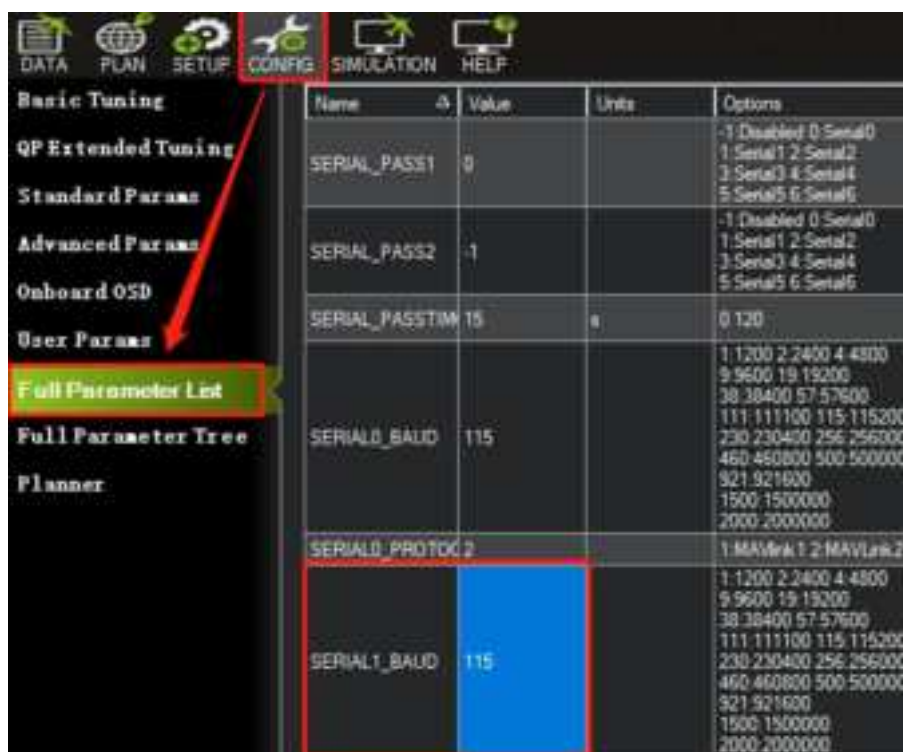 DATA PLAN SETUP CONFIG SIMULATION HELP
Basic Tuning
QP Extended Tuning
Standard Params
Advanced Params
Onboard OSD
User Params
Full Parameter List
Full Parameter Tree
Planner
Name Value Units Options
SERIAL_PASS1 0 -1:Disabled 0:Serial0
1:Serial1 2:Serial2
3:Serial3 4:Serial4
5:Serial5 6:Serial6
SERIAL_PASS2 -1 -1:Disabled 0:Serial0
1:Serial1 2:Serial2
3:Serial3 4:Serial4
5:Serial5 6:Serial6
SERIAL_PASSTIM 15 s 0 120
SERIAL0_BAUD 115 1:1200 2:2400 4:4800
9:9600 19:19200
38:38400 57:57600
111:111100 115:115200
230:230400 256:256000
460:460800 500:500000
921:921600
1500:1500000
2000:2000000
SERIAL0_PROTOC 2 1:MAVlink1 2:MAVLink2
SERIAL1_BAUD 115 1:1200 2:2400 4:4800
9:9600 19:19200
38:38400 57:57600
111:111100 115:115200
230:230400 256:256000
460:460800 500:500000
921:921600
1500:1500000
2000:2000000